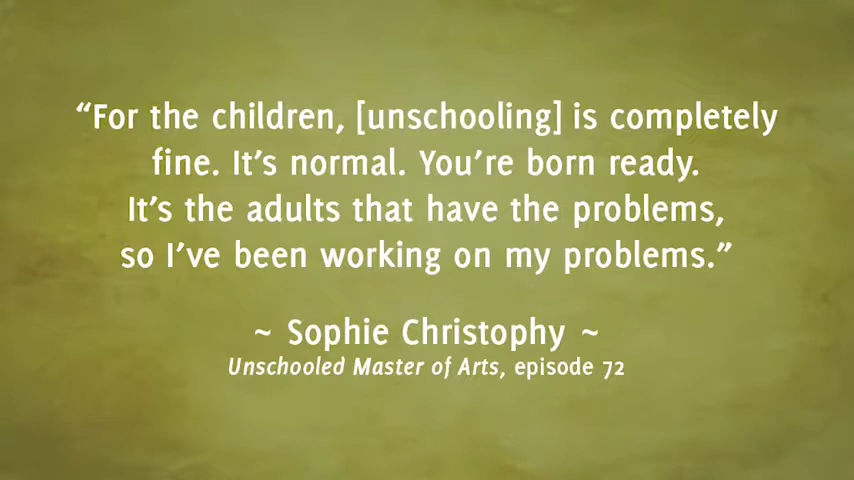 “For the children, [unschooling] is completely
fine. It’s normal. You’re born ready.
It’s the adults that have the problems,
so I’ve been working on my problems.”
~ Sophie Christophy ~
Unschooled Master of Arts, episode 72